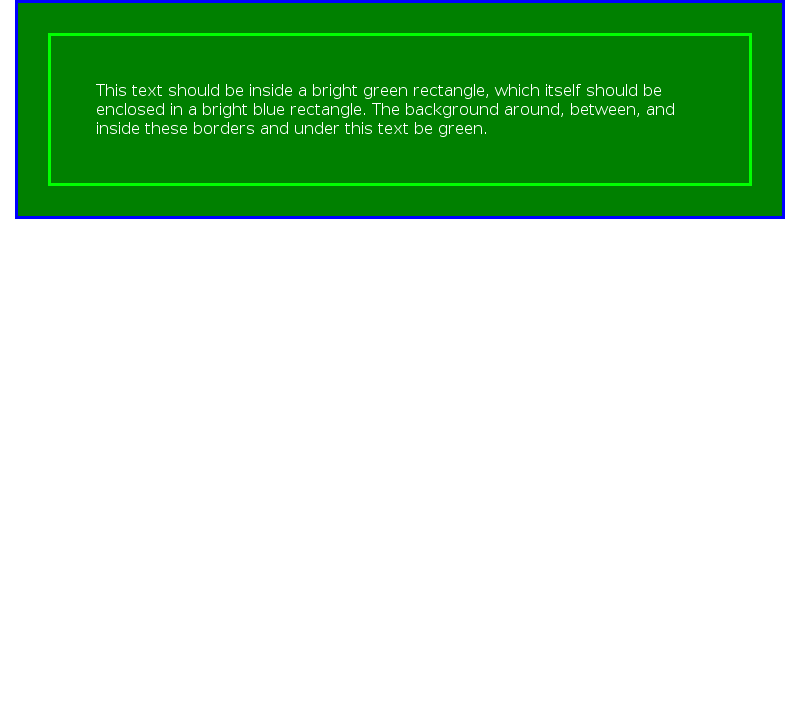 This text should be inside a bright green rectangle, which itself should be
enclosed in a bright blue rectangle. The background around, between, and
inside these borders and under this text be green.